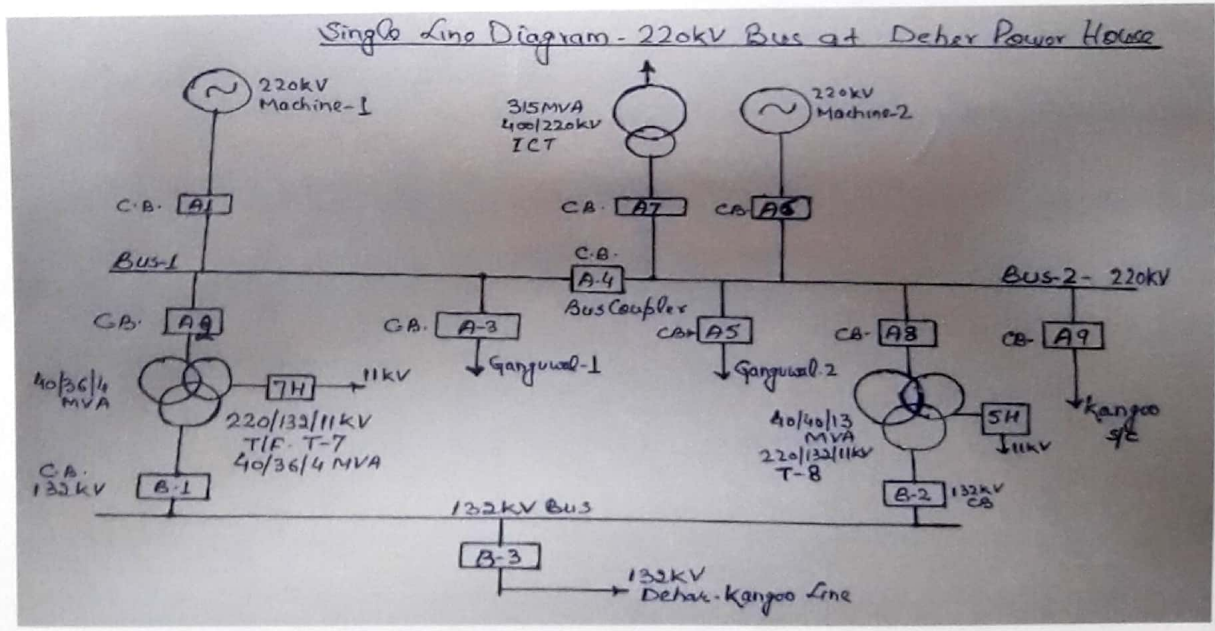 Single Line Diagram - 220kV Bus at Dehar Power House
220kV
Machine-1
315MVA
400/220kV
ICT
220kV
Machine-2
C.B. A1
CB. A7
CB A6
Bus-1
C.B.
A-4
Bus Coupler
Bus-2 - 220kV
CB. A2
CB. A-3
CB- A5
CB- A8
CB- A9
Ganguwal-1
Ganguwal-2
Kangoo
S/C
40/36/4
MVA
7H
11kV
220/132/11kV
T/F. T-7
40/36/4 MVA
40/40/13
MVA
220/132/11kV
T-8
5H
11kV
C.B.
132kV
B-1
B-2
132kV
CB
132kV Bus
B-3
132kV
Dehar-Kangoo Line